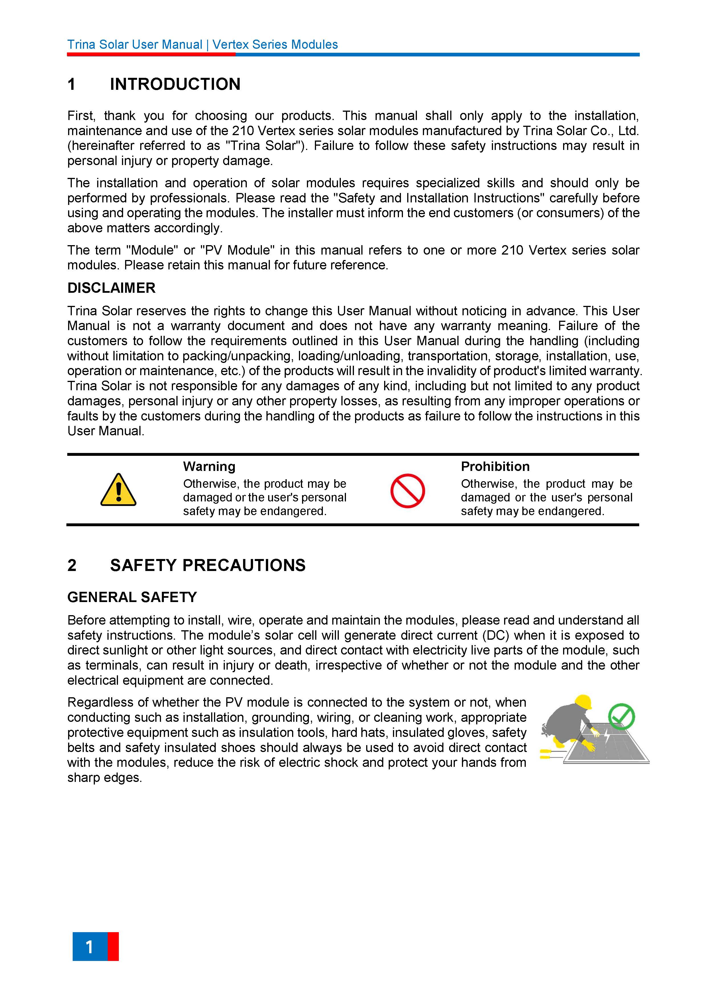 Trina Solar User Manual | Vertex Series Modules
1 INTRODUCTION
First, thank you for choosing our products. This manual shall only apply to the installation,
maintenance and use of the 210 Vertex series solar modules manufactured by Trina Solar Co., Ltd.
(hereinafter referred to as "Trina Solar"). Failure to follow these safety instructions may result in
personal injury or property damage.
The installation and operation of solar modules requires specialized skills and should only be
performed by professionals. Please read the "Safety and Installation Instructions" carefully before
using and operating the modules. The installer must inform the end customers (or consumers) of the
above matters accordingly.
The term "Module" or "PV Module" in this manual refers to one or more 210 Vertex series solar
modules. Please retain this manual for future reference.
DISCLAIMER
Trina Solar reserves the rights to change this User Manual without noticing in advance. This User
Manual is not a warranty document and does not have any warranty meaning. Failure of the
customers to follow the requirements outlined in this User Manual during the handling (including
without limitation to packing/unpacking, loading/unloading, transportation, storage, installation, use,
operation or maintenance, etc.) of the products will result in the invalidity of product's limited warranty.
Trina Solar is not responsible for any damages of any kind, including but not limited to any product
damages, personal injury or any other property losses, as resulting from any improper operations or
faults by the customers during the handling of the products as failure to follow the instructions in this
User Manual.
Warning
Otherwise, the product may be
damaged or the user's personal
safety may be endangered.
Prohibition
Otherwise, the product may be
damaged or the user's personal
safety may be endangered.
2 SAFETY PRECAUTIONS
GENERAL SAFETY
Before attempting to install, wire, operate and maintain the modules, please read and understand all
safety instructions. The module’s solar cell will generate direct current (DC) when it is exposed to
direct sunlight or other light sources, and direct contact with electricity live parts of the module, such
as terminals, can result in injury or death, irrespective of whether or not the module and the other
electrical equipment are connected.
Regardless of whether the PV module is connected to the system or not, when
conducting such as installation, grounding, wiring, or cleaning work, appropriate
protective equipment such as insulation tools, hard hats, insulated gloves, safety
belts and safety insulated shoes should always be used to avoid direct contact
with the modules, reduce the risk of electric shock and protect your hands from
sharp edges.
1